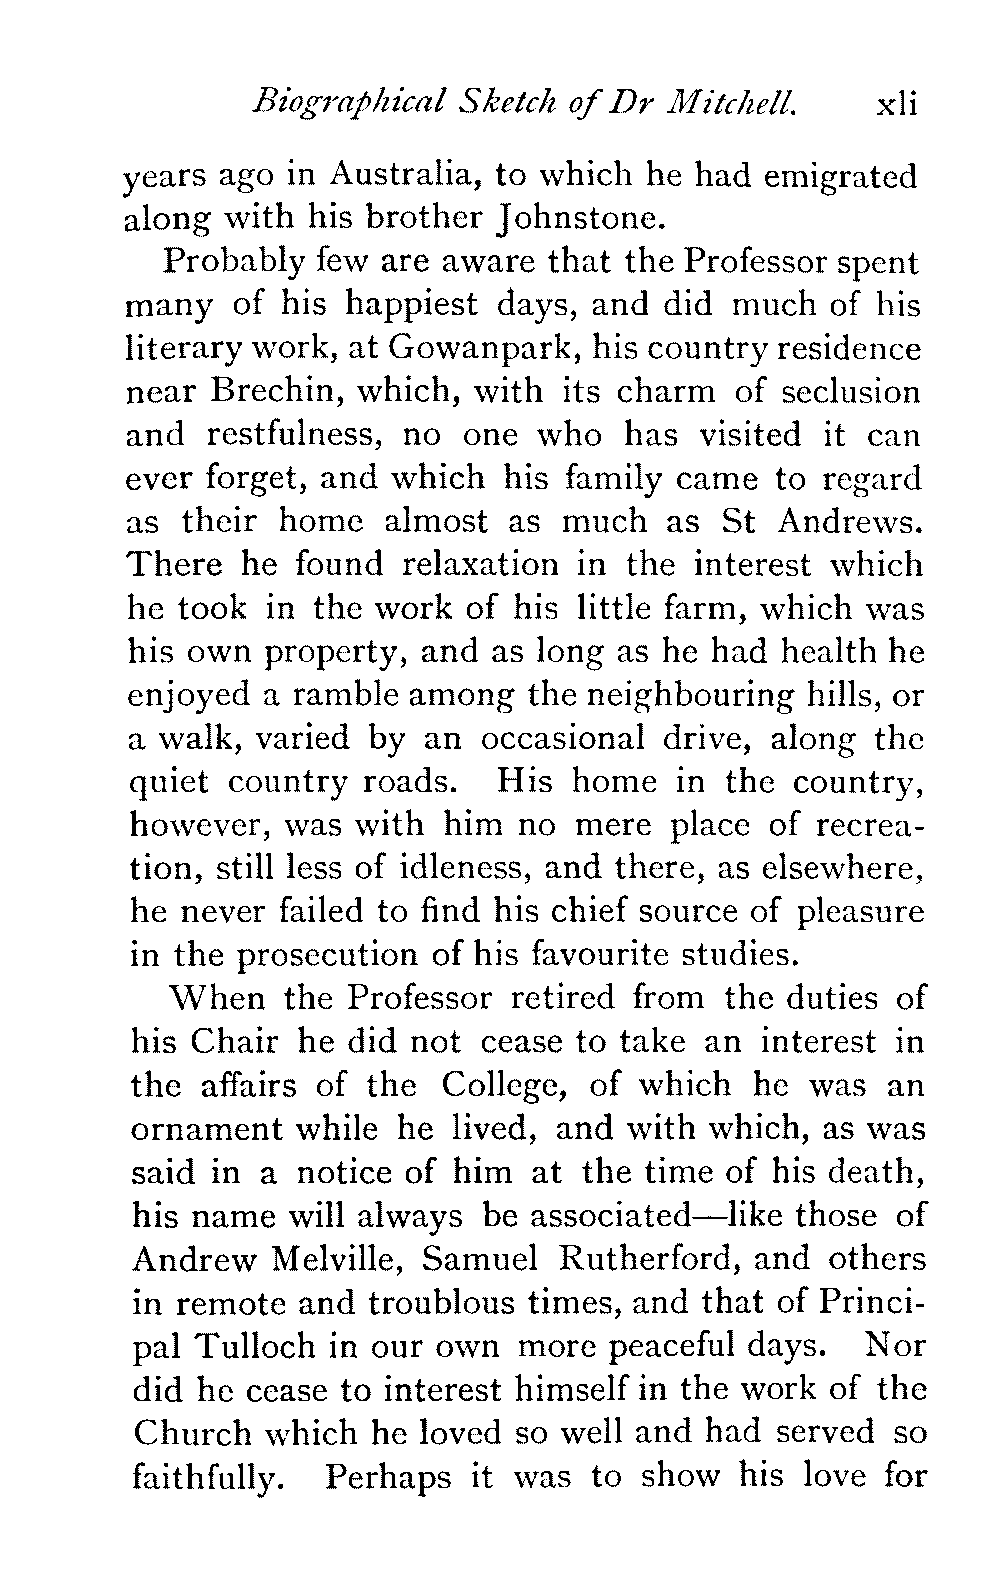 Biographical Sketch of Dr Mitchell. xli
years ago in Australia, to which he had emigrated
along with his brother Johnstone.
Probably few are aware that the Professor spent
many of his happiest days, and did much of his
literary work, at Gowanpark, his country residence
near Brechin, which, with its charm of seclusion
and restfulness, no one who has visited it can
ever forget, and which his family came to regard
as their home almost as much as St Andrews.
There he found relaxation in the interest which
he took in the work of his little farm, which was
his own property, and as long as he had health he
enjoyed a ramble among the neighbouring hills, or
a walk, varied by an occasional drive, along the
quiet country roads. His home in the country,
however, was with him no mere place of recrea-
tion, still less of idleness, and there, as elsewhere,
he never failed to find his chief source of pleasure
in the prosecution of his favourite studies.
When the Professor retired from the duties of
his Chair he did not cease to take an interest in
the affairs of the College, of which he was an
ornament while he lived, and with which, as was
said in a notice of him at the time of his death,
his name will always be associated—like those of
Andrew Melville, Samuel Rutherford, and others
in remote and troublous times, and that of Princi-
pal Tulloch in our own more peaceful days. Nor
did he cease to interest himself in the work of the
Church which he loved so well and had served so
faithfully. Perhaps it was to show his love for